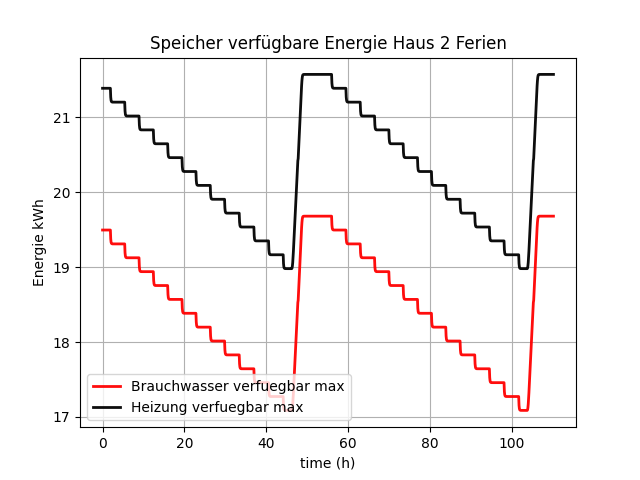 Speicher verfügbare Energie Haus 2 Ferien
Energie kWh
21
20
19
18
17
Brauchwasser verfuegbar max
Heizung verfuegbar max
0 20 40 60 80 100
time (h)